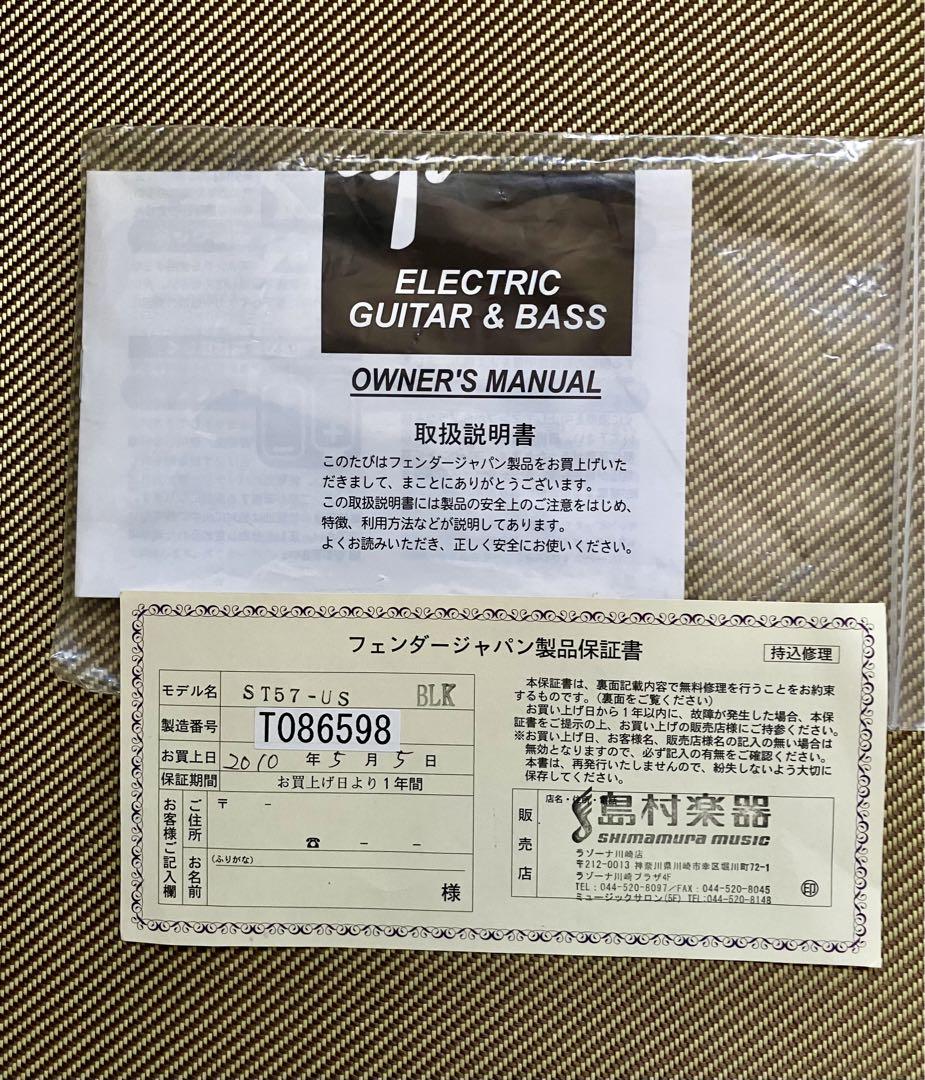 ELECTRIC
GUITAR & BASS
OWNER'S MANUAL
取扱説明書
このたびはフェンダージャパン製品をお買上げいた
だきまして、まことにありがとうございます。
この取扱説明書には製品の安全上のご注意をはじめ、
特徴、利用方法などが説明してあります。
よくお読みいただき、正しく安全にお使いください。
フェンダージャパン製品保証書
持込修理
モデル名 ST57-US BLK
製造番号 T086598
お買上日 2010 年 5 月 5 日
保証期間 お買上げ日より1年間
お客様ご記入欄
ご住所 〒 -
☎ - -
お名前 (ふりがな)
様
本保証書は、裏面記載内容で無料修理を行うことをお約束
するものです。(裏面をご覧ください)
お買い上げ日から1年以内に、故障が発生した場合、本保
証書をご提示の上、お買い上げの販売店様にご持参ください。
※お買い上げ日、お客様名、販売店様名の記入の無い場合は
無効となりますので、必ず記入の有無をご確認ください。
本書は、再発行いたしませんので、紛失しないよう大切に
保存してください。
販売店
店名・
島村楽器
SHIMAMURA MUSIC
ラゾーナ川崎店
〒212-0013 神奈川県川崎市幸区堀川町72-1
ラゾーナ川崎プラザ4F
TEL:044-520-8097/FAX:044-520-8045
ミュージックサロン(5F) TEL:044-520-8148
印